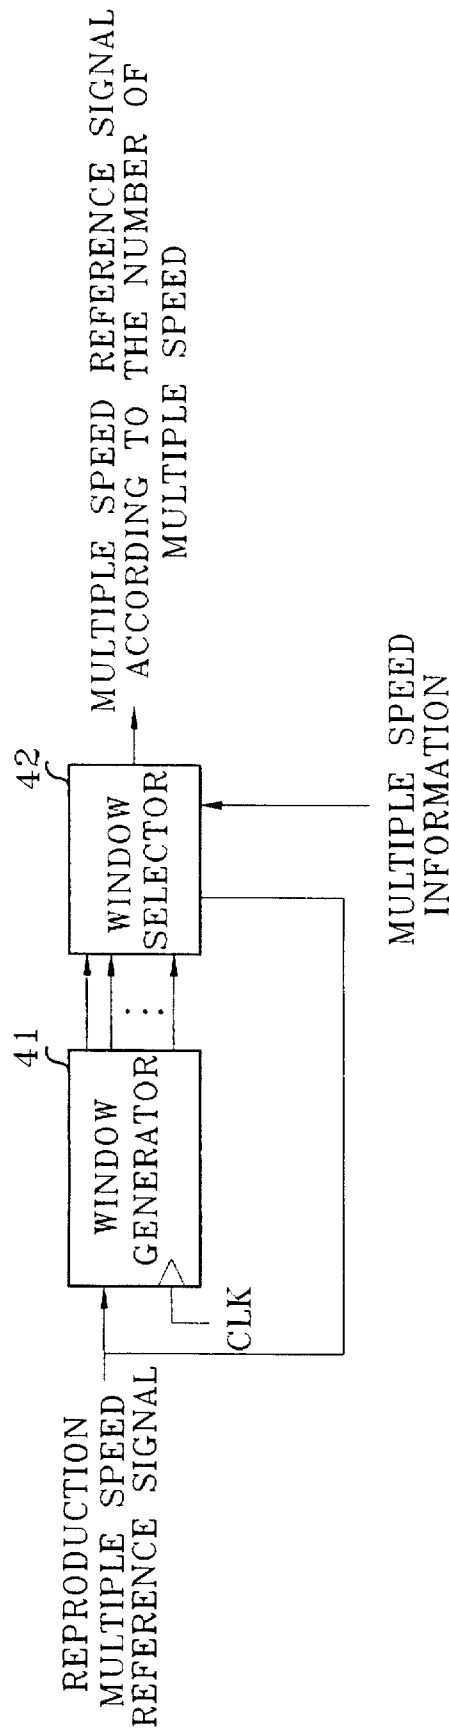 REPRODUCTION
MULTIPLE SPEED
REFERENCE SIGNAL
CLK
41
WINDOW
GENERATOR
42
WINDOW
SELECTOR
MULTIPLE SPEED
INFORMATION
MULTIPLE SPEED REFERENCE SIGNAL
ACCORDING TO THE NUMBER OF
MULTIPLE SPEED